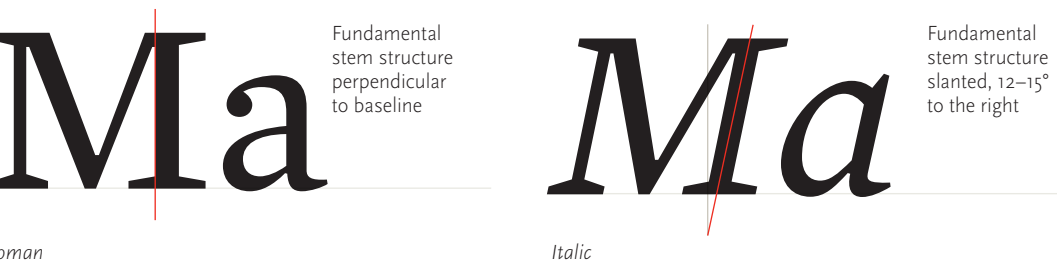 Ma
Fundamental
stem structure
perpendicular
to baseline
oman
Ma
Fundamental
stem structure
slanted, 12–15°
to the right
Italic